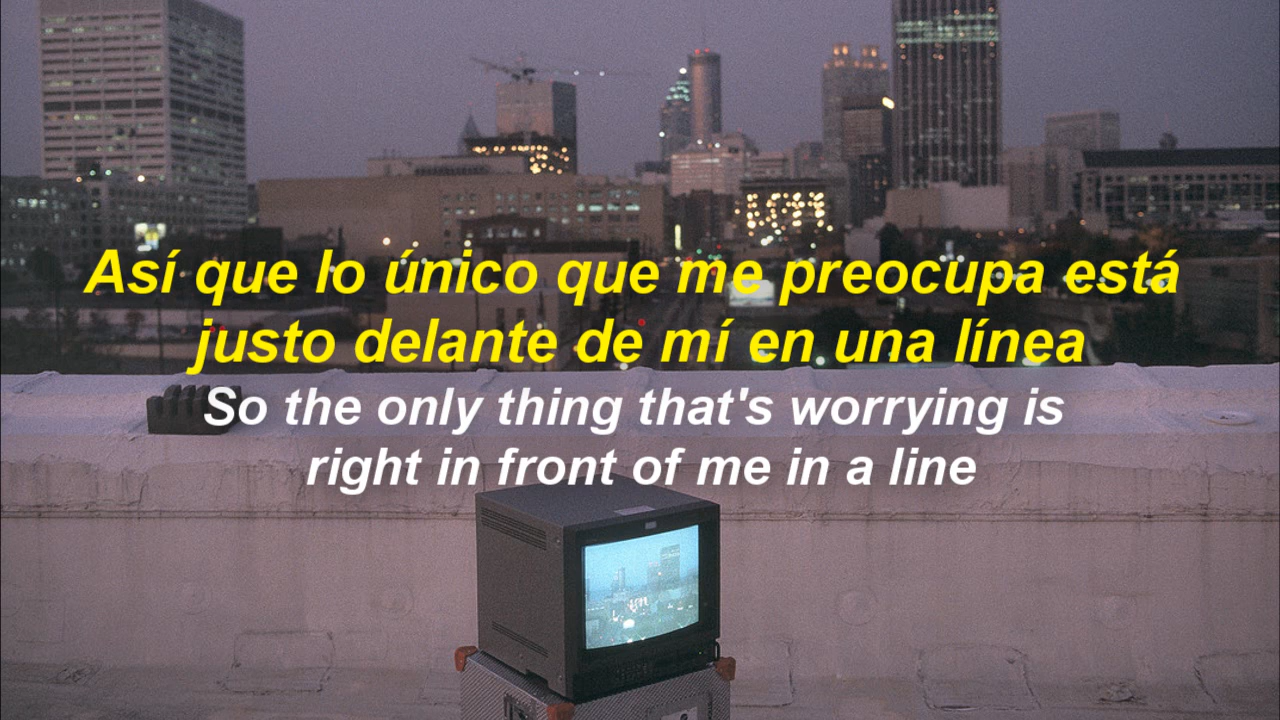 Así que lo único que me preocupa está
justo delante de mí en una línea
So the only thing that's worrying is
right in front of me in a line